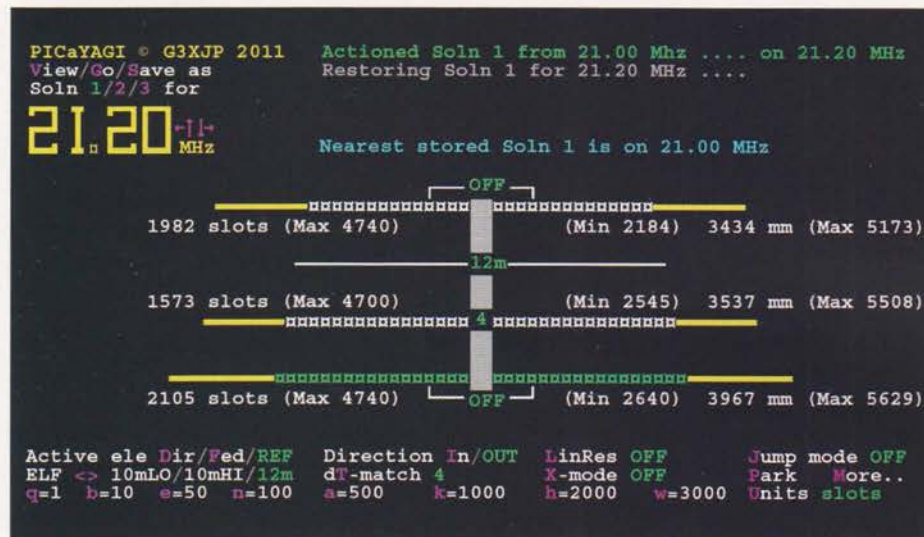 PICaYAGI © G3XJP 2011 Actioned Soln 1 from 21.00 Mhz .... on 21.20 MHz
View/Go/Save as Restoring Soln 1 for 21.20 MHz ....
Soln 1/2/3 for
21.20 MHz
Nearest stored Soln 1 is on 21.00 MHz
OFF
1982 slots (Max 4740) (Min 2184) 3434 mm (Max 5173)
12m
1573 slots (Max 4700) (Min 2545) 3537 mm (Max 5508)
4
2105 slots (Max 4740) OFF (Min 2640) 3967 mm (Max 5629)
Active ele Dir/Fed/REF Direction In/OUT LinRes OFF Jump mode OFF
ELF <> 10mLO/10mHI/12m dT-match 4 X-mode OFF Park More..
q=1 b=10 e=50 n=100 a=500 k=1000 h=2000 w=3000 Units slots